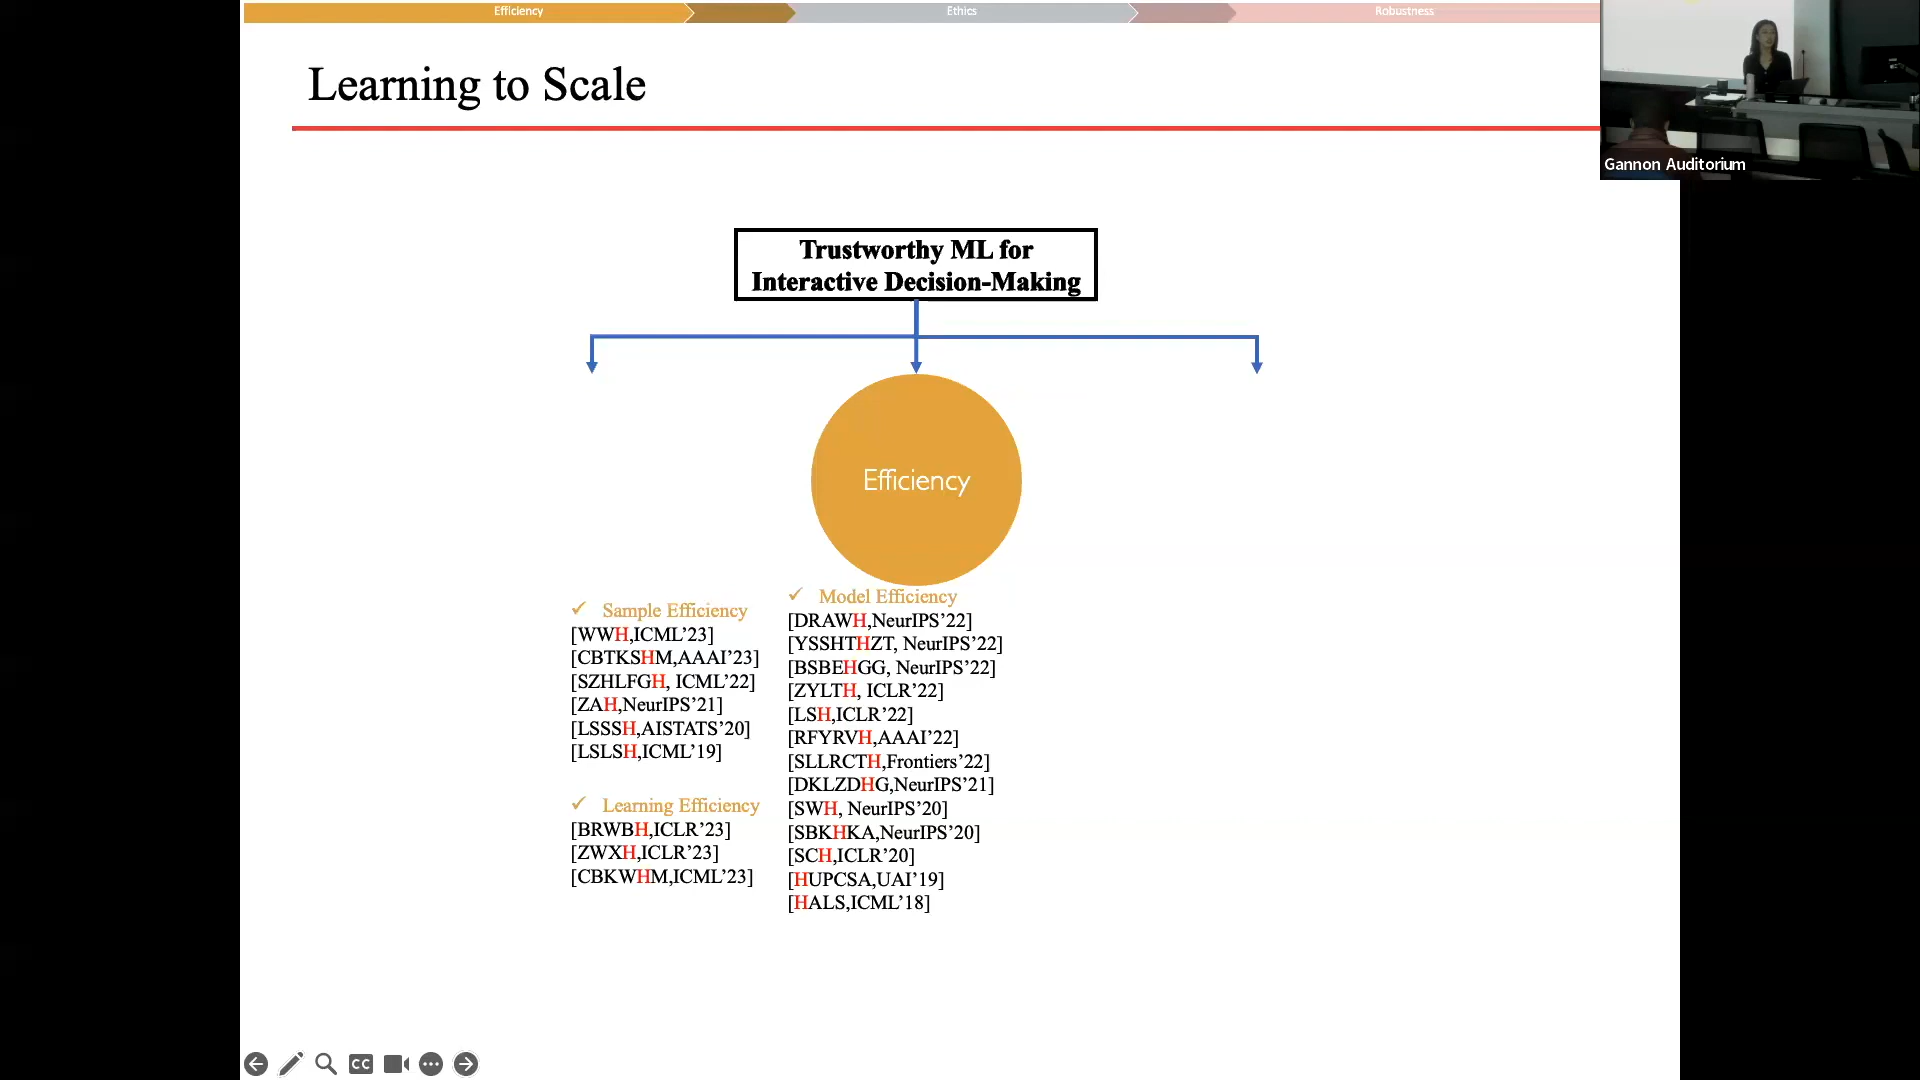 Efficiency
Ethics
Robustness
Learning to Scale
Gannon Auditorium
Trustworthy ML for
Interactive Decision-Making
Efficiency
✓ Sample Efficiency
[WWH,ICML’23]
[CBTKSHM,AAAI’23]
[SZHLFGH, ICML’22]
[ZAH,NeurIPS’21]
[LSSSH,AISTATS’20]
[LSLSH,ICML’19]
✓ Learning Efficiency
[BRWBH,ICLR’23]
[ZWXH,ICLR’23]
[CBKWHM,ICML’23]
✓ Model Efficiency
[DRAWH,NeurIPS’22]
[YSSHTHZT, NeurIPS’22]
[BSBEHGG, NeurIPS’22]
[ZYLTH, ICLR’22]
[LSH,ICLR’22]
[RFYRVH,AAAI’22]
[SLLRCTH,Frontiers’22]
[DKLZDHG,NeurIPS’21]
[SWH, NeurIPS’20]
[SBKHKA,NeurIPS’20]
[SCH,ICLR’20]
[HUPCSA,UAI’19]
[HALS,ICML’18]
CC